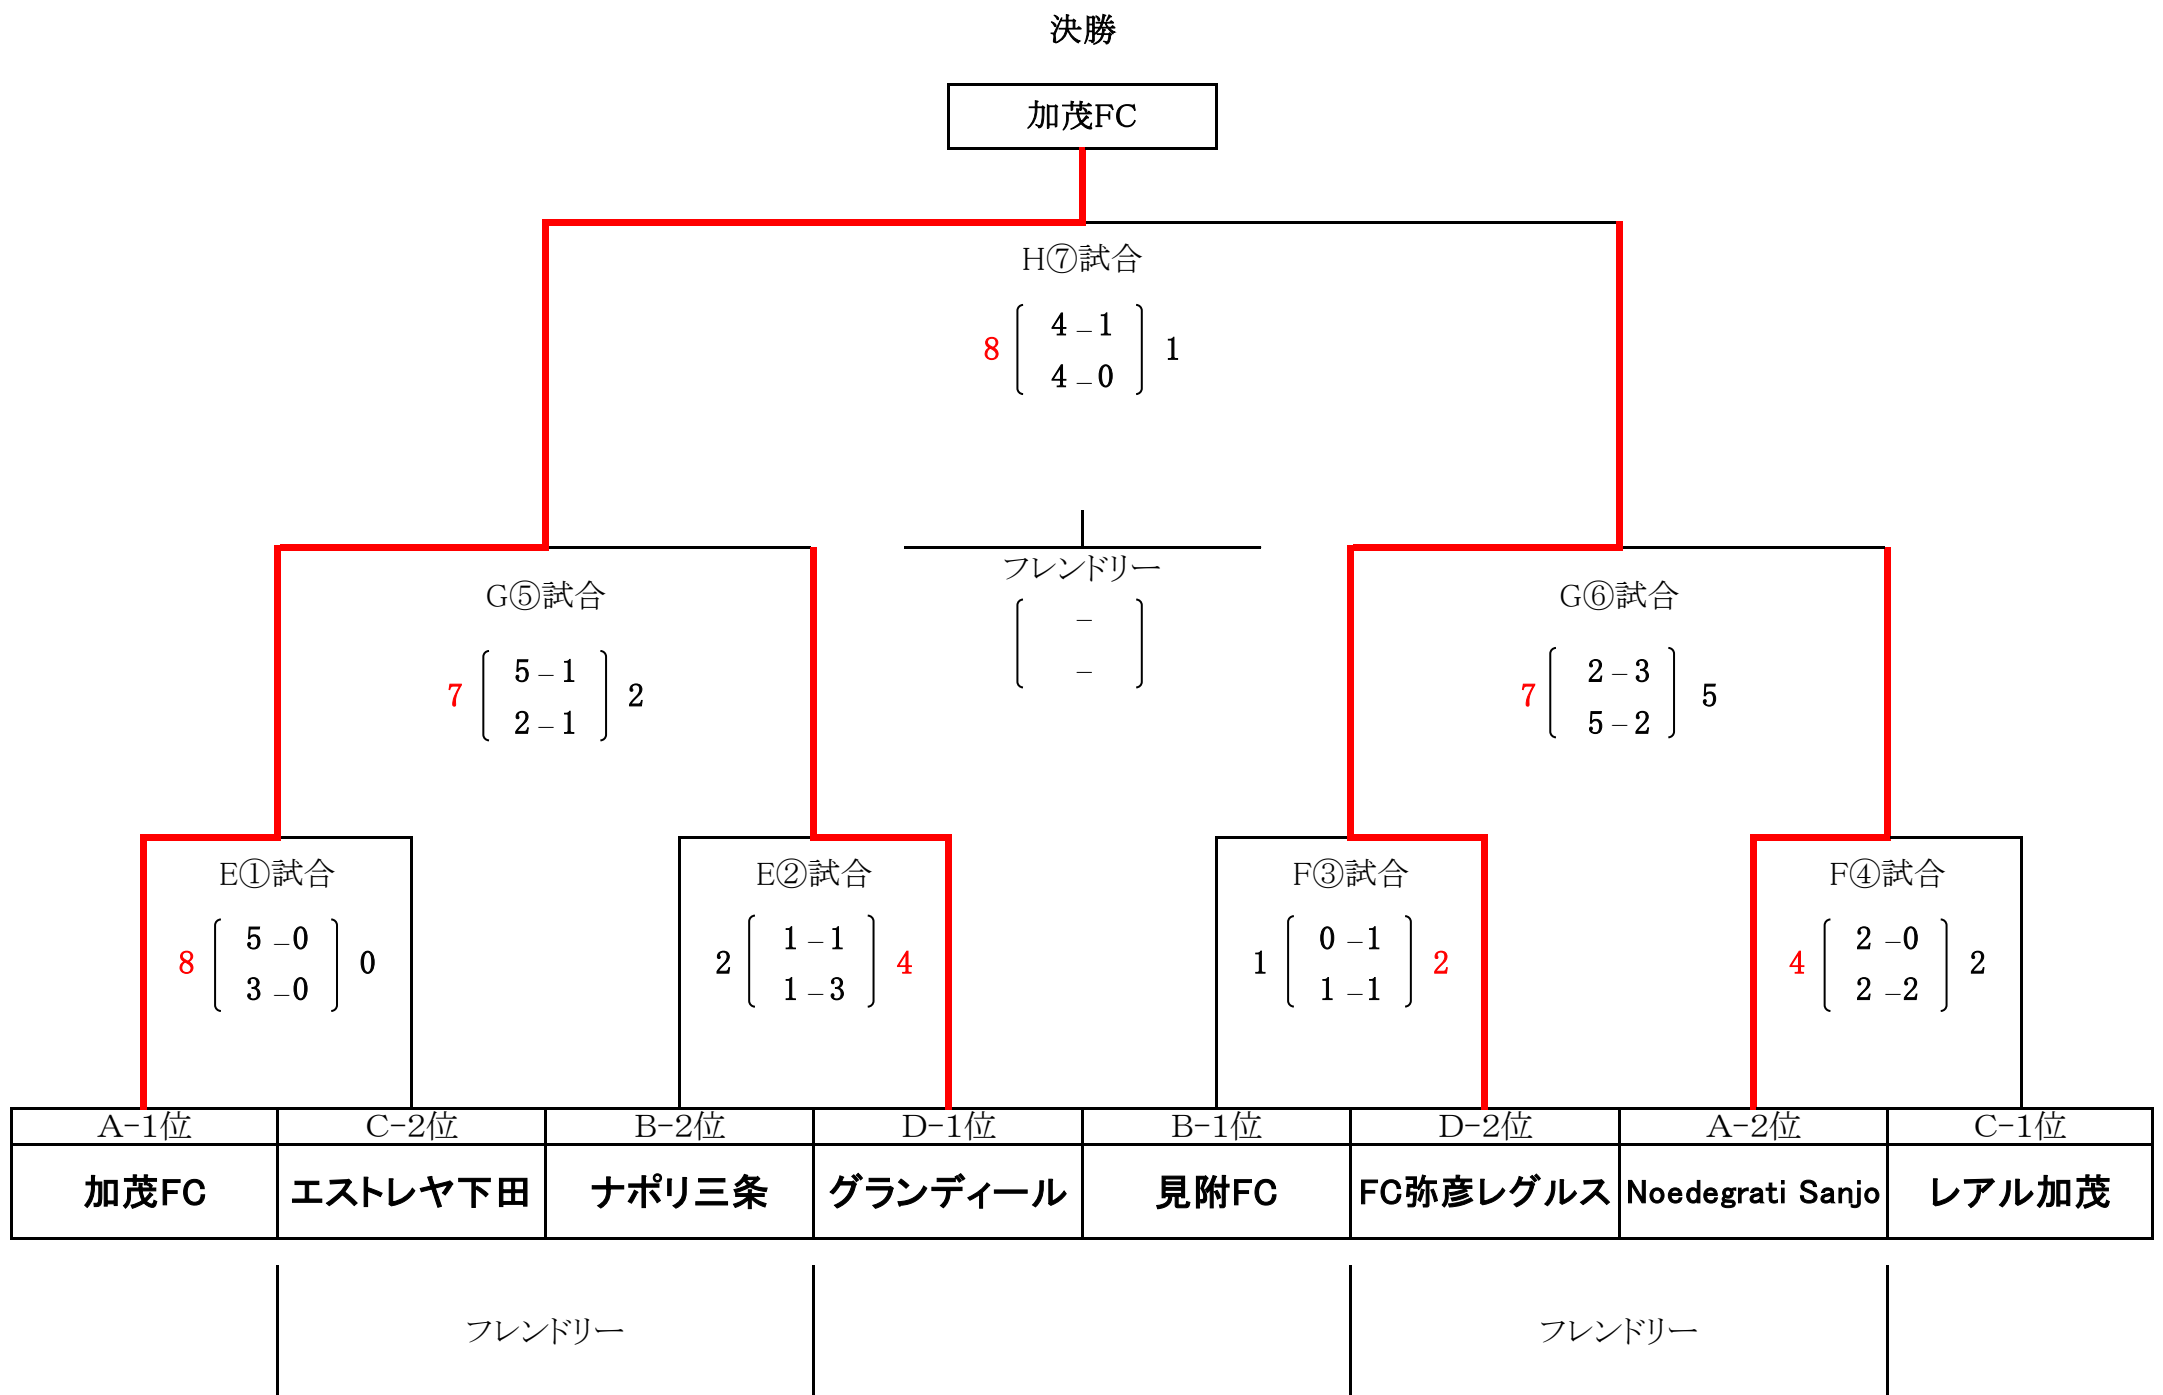 決勝
加茂FC
H⑦試合
8 4 – 1 1
4 – 0
フレンドリー
–
–
G⑤試合
7 5 – 1 2
2 – 1
G⑥試合
7 2 – 3 5
5 – 2
E①試合
8 5 – 0 0
3 – 0
E②試合
2 1 – 1 4
1 – 3
F③試合
1 0 – 1 2
1 – 1
F④試合
4 2 – 0 2
2 – 2
A-1位 C-2位 B-2位 D-1位 B-1位 D-2位 A-2位 C-1位
加茂FC エストレヤ下田 ナポリ三条 グランディール 見附FC FC弥彦レグルス Noedegrati Sanjo レアル加茂
フレンドリー フレンドリー